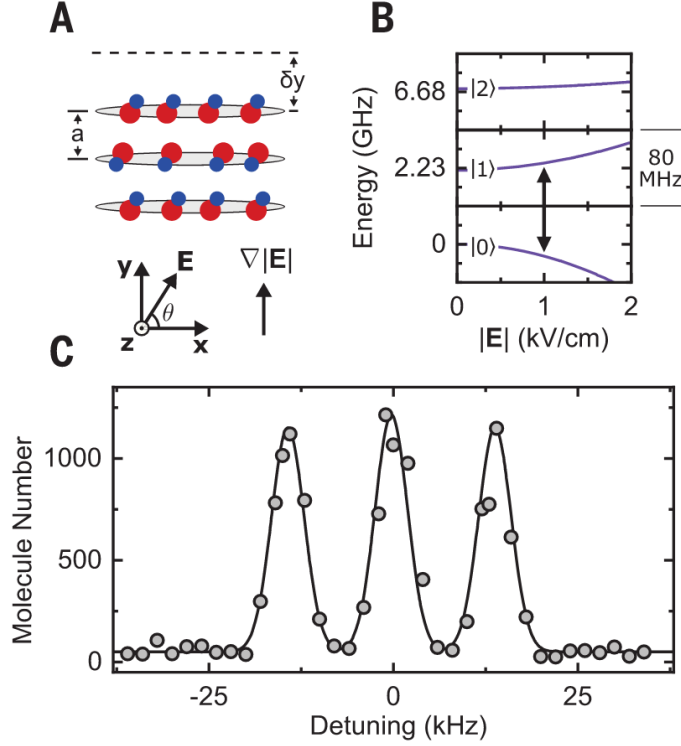 A
δy
a
y
E
θ
z
x
∇|E|
B
Energy (GHz)
6.68
|2⟩
2.23
|1⟩
80
MHz
0
|0⟩
0
1
2
|E| (kV/cm)
C
Molecule Number
1000
500
0
-25
0
25
Detuning (kHz)